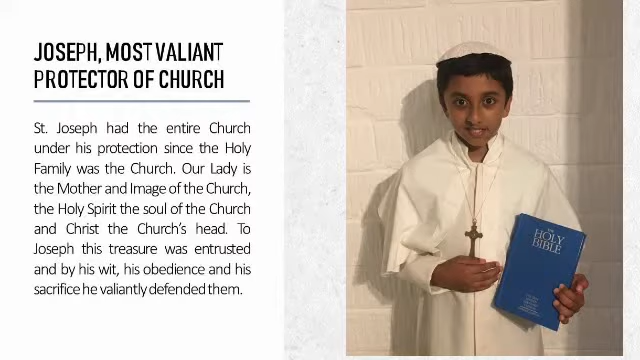 JOSEPH, MOST VALIANT
PROTECTOR OF CHURCH
St. Joseph had the entire Church
under his protection since the Holy
Family was the Church. Our Lady is
the Mother and Image of the Church,
the Holy Spirit the soul of the Church
and Christ the Church's head. To
Joseph this treasure was entrusted
and by his wit, his obedience and his
sacrifice he valiantly defended them.
THE
HOLY
BIBLE